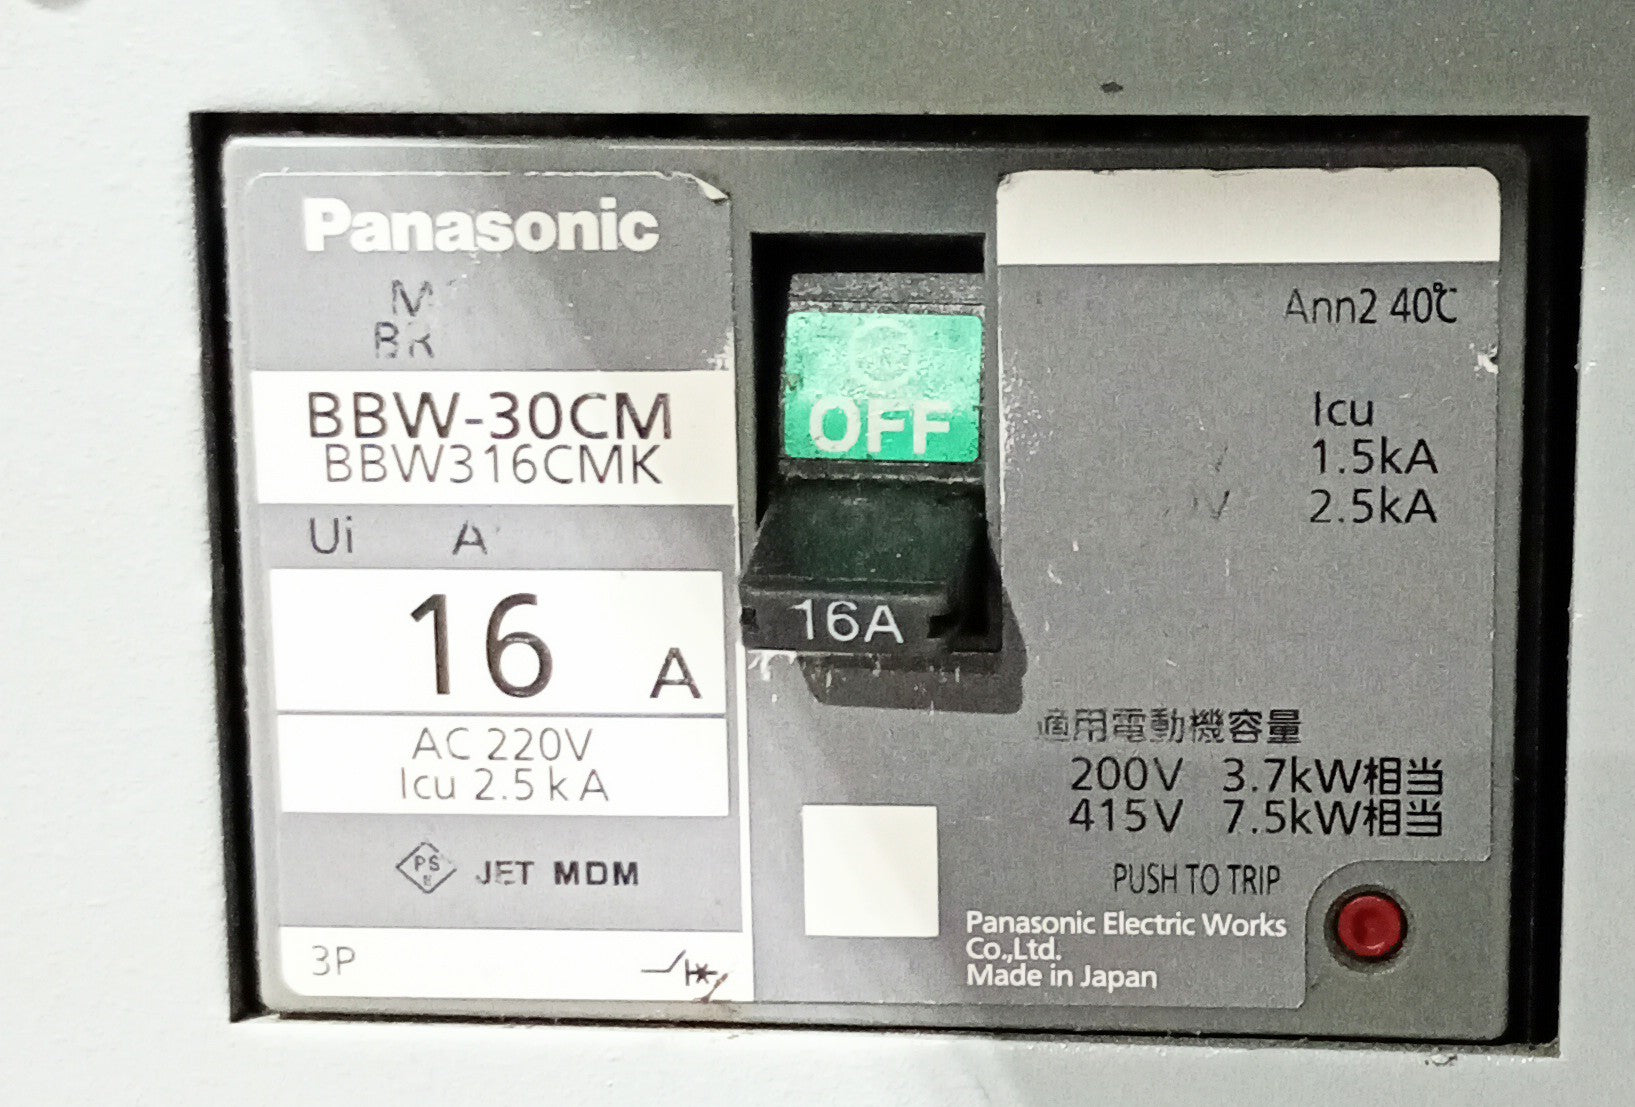 Panasonic
BBW-30CM
BBW316CMK
Ui A
16 A
AC 220V
Icu 2.5kA
PS
E
JET MDM
3P
OFF
16A
Ann2 40℃
Icu
1.5kA
V 2.5kA
適用電動機容量
200V 3.7kW相当
415V 7.5kW相当
PUSH TO TRIP
Panasonic Electric Works
Co.,Ltd.
Made in Japan